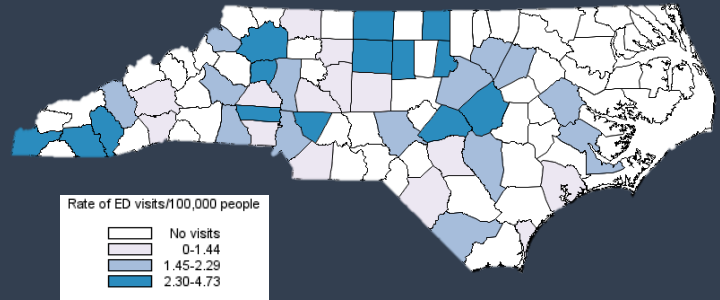 Rate of ED visits/100,000 people
No visits
0-1.44
1.45-2.29
2.30-4.73